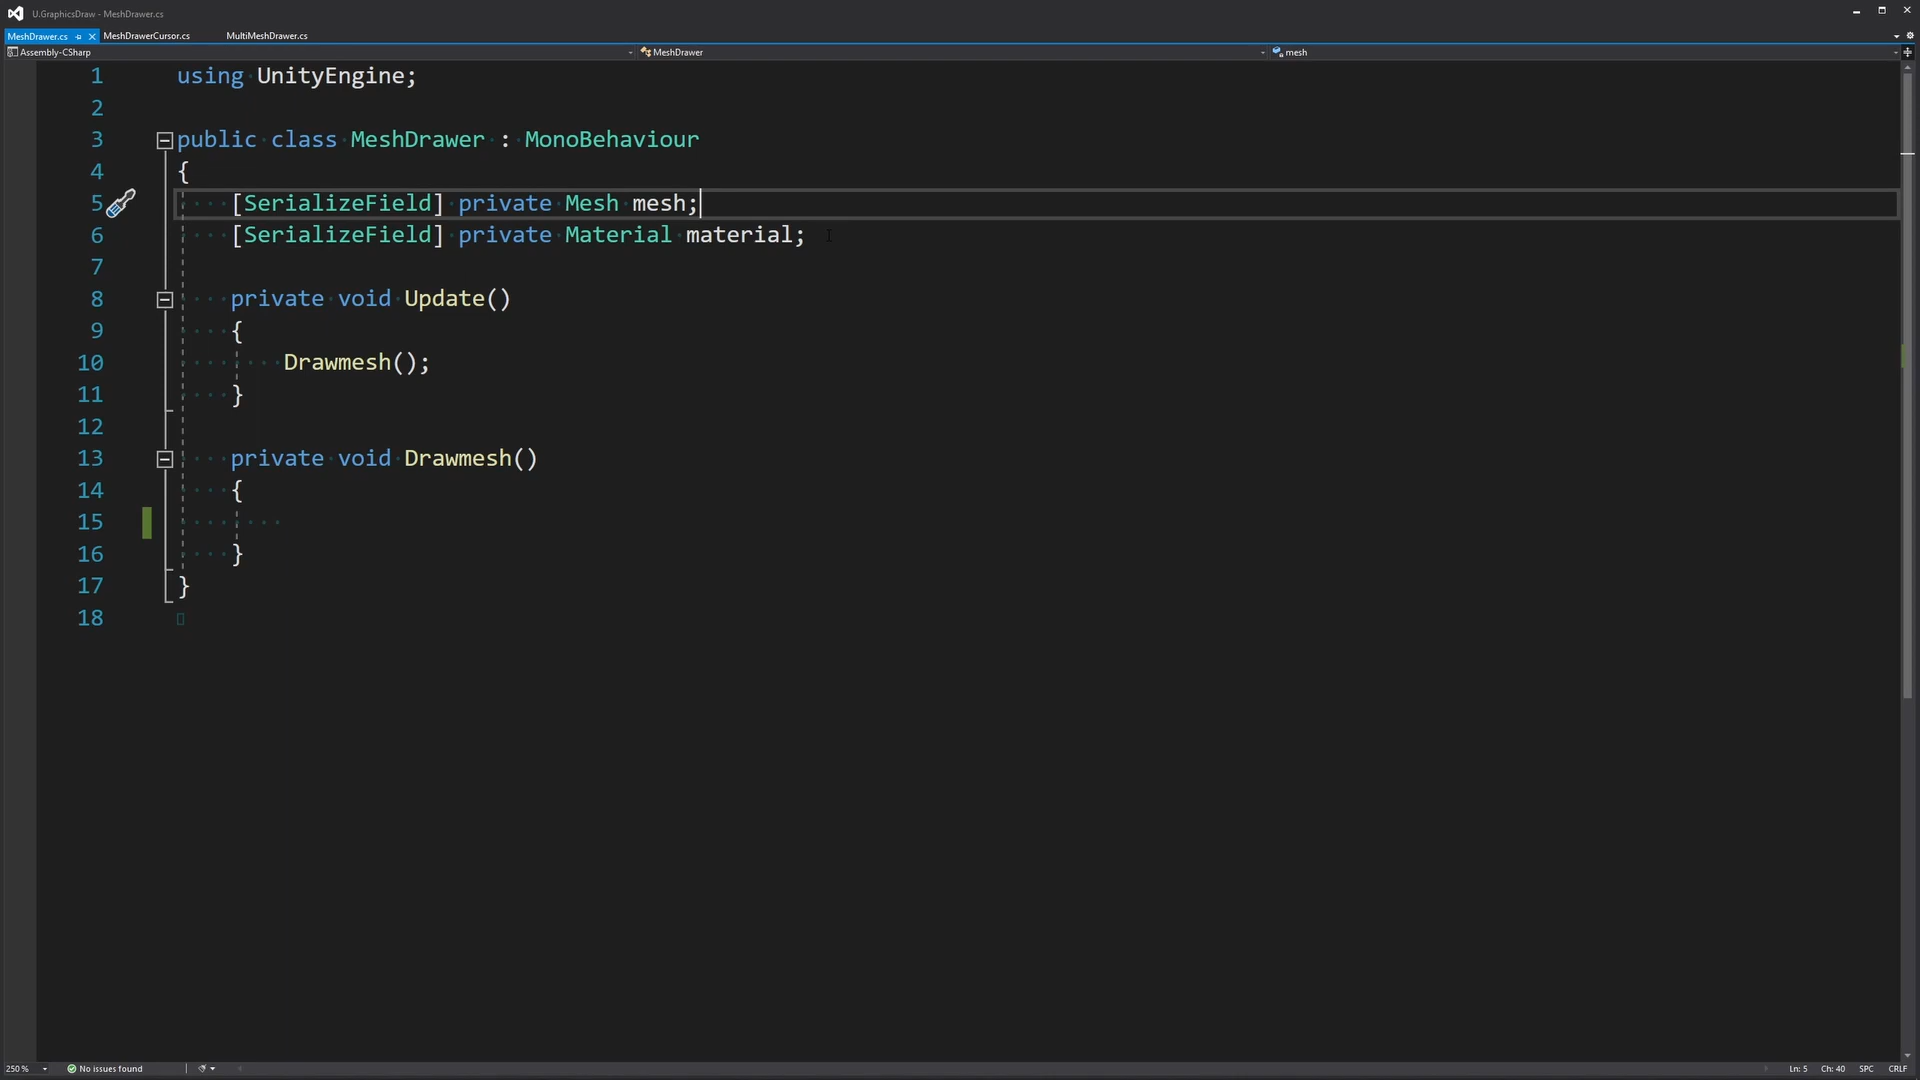 U.GraphicsDraw - MeshDrawer.cs
MeshDrawer.cs MeshDrawerCursor.cs MultiMeshDrawer.cs
Assembly-CSharp MeshDrawer mesh
1 using UnityEngine;
2
3 public class MeshDrawer : MonoBehaviour
4 {
5 [SerializeField] private Mesh mesh;
6 [SerializeField] private Material material;
7
8 private void Update()
9 {
10 Drawmesh();
11 }
12
13 private void Drawmesh()
14 {
15
16 }
17 }
18
250 % No issues found Ln: 5 Ch: 40 SPC CRLF